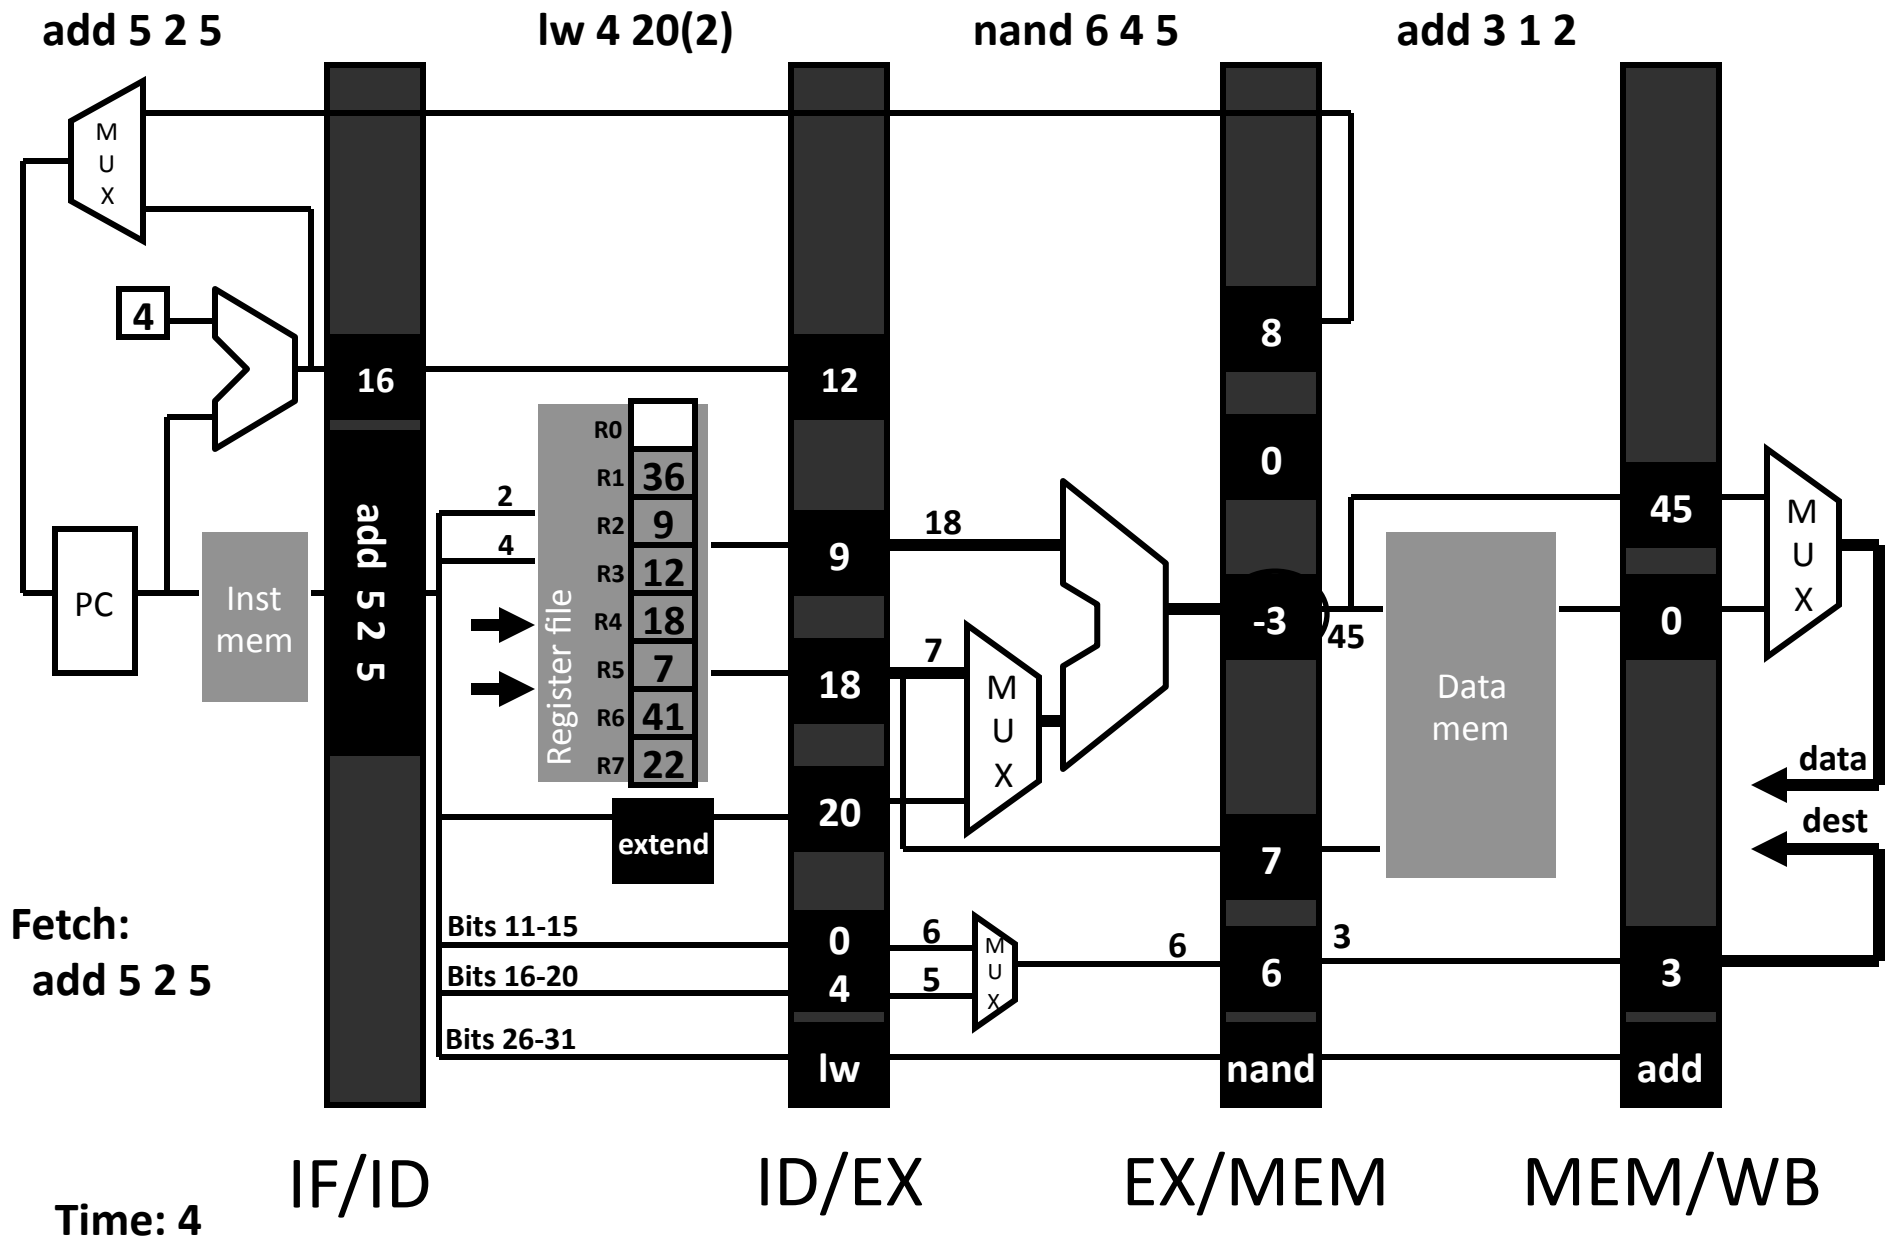 add 5 2 5
lw 4 20(2)
nand 6 4 5
add 3 1 2
M
U
X
4
16
12
8
0
add 5 2 5
PC
Inst
mem
2
4
Register file
R0
R1 36
R2 9
R3 12
R4 18
R5 7
R6 41
R7 22
extend
9
18
20
18
7
M
U
X
-3
45
7
Data
mem
45
0
M
U
X
data
dest
Fetch:
add 5 2 5
Bits 11-15
Bits 16-20
Bits 26-31
0
4
lw
6
5
M
U
X
6
6
nand
3
3
add
IF/ID
ID/EX
EX/MEM
MEM/WB
Time: 4